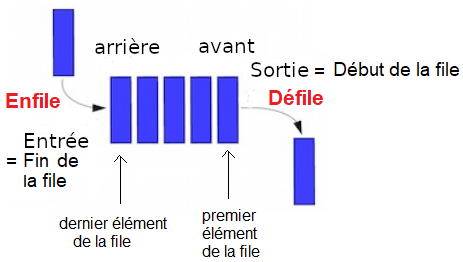 arrière
avant
Sortie = Début de la file
Enfile
Défile
Entrée
= Fin de
la file
dernier élément
de la file
premier
élément
de la file